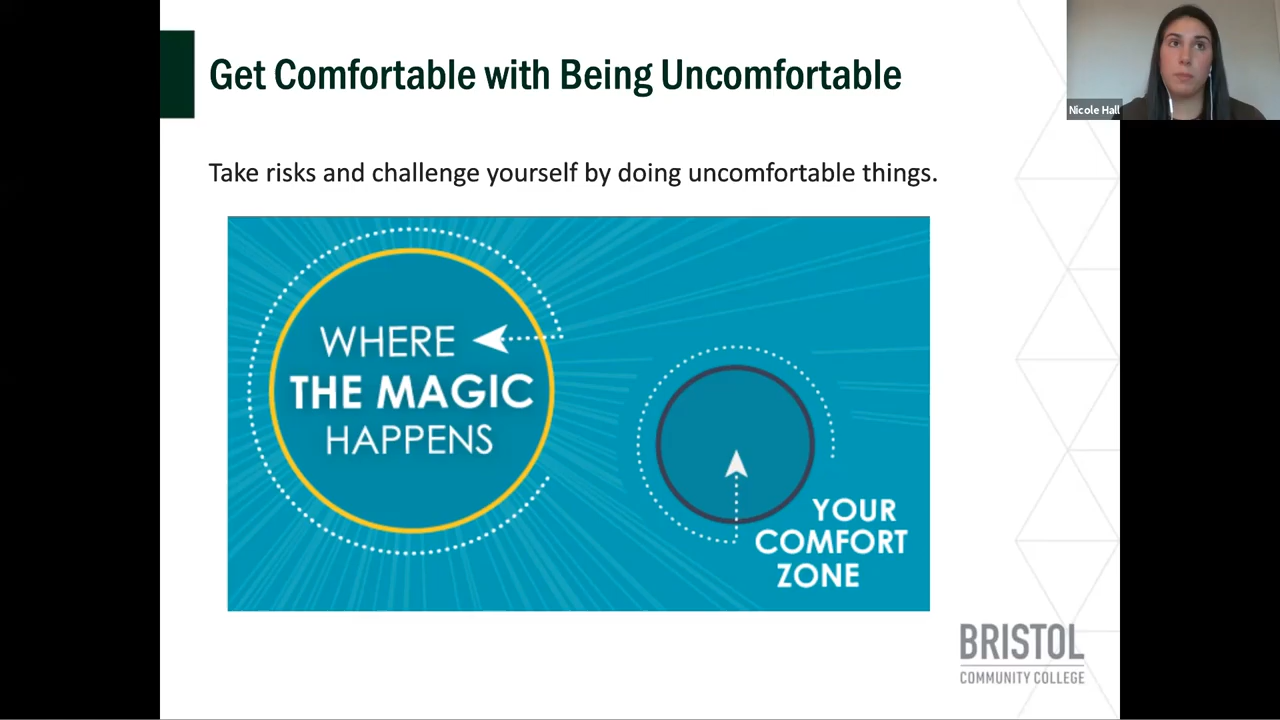 Get Comfortable with Being Uncomfortable
Nicole Hall
Take risks and challenge yourself by doing uncomfortable things.
WHERE
THE MAGIC
HAPPENS
YOUR
COMFORT
ZONE
BRISTOL
COMMUNITY COLLEGE